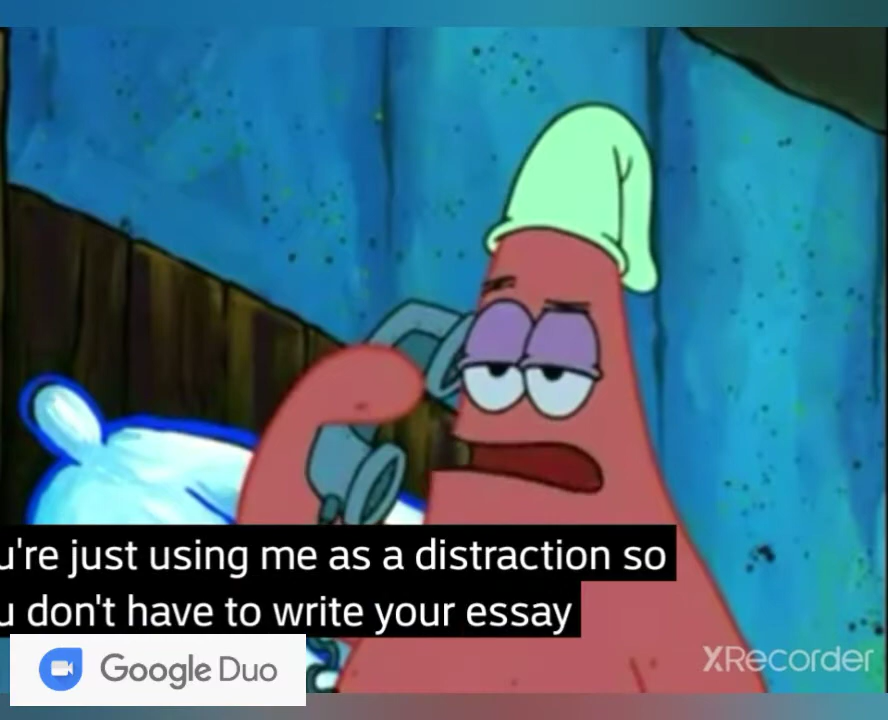 u're just using me as a distraction so
u don't have to write your essay
Google Duo
XRecorder